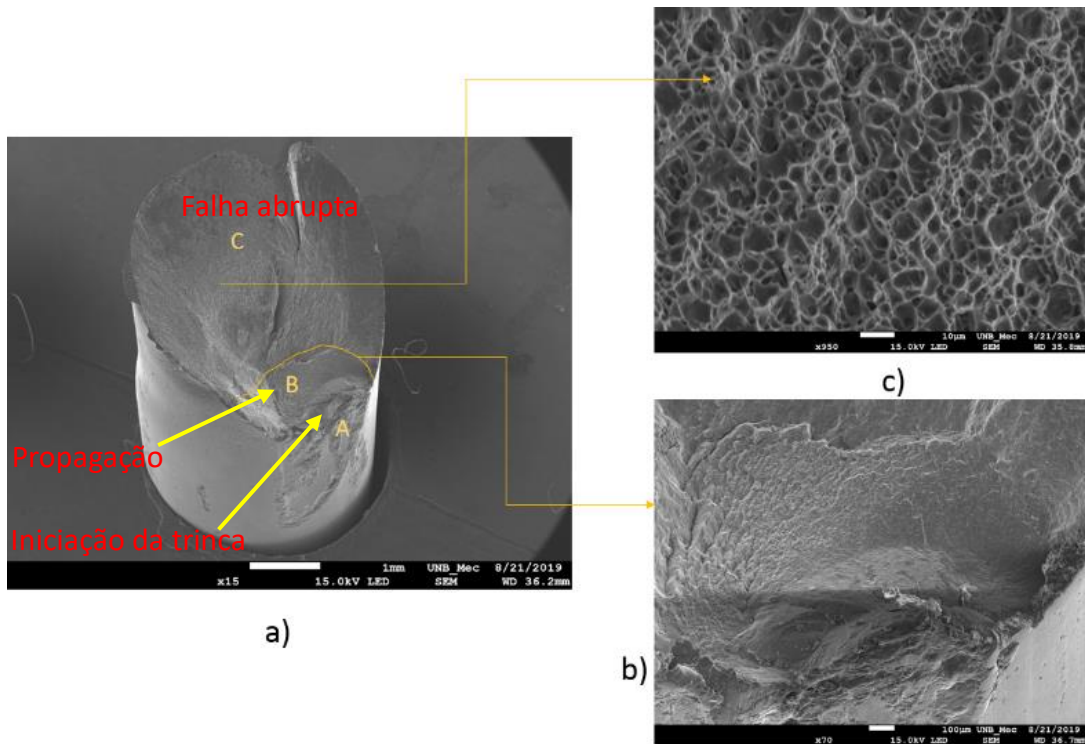 Falha abrupta
C
B
A
Propagação
Iniciação da trinca
1mm UNB_Mec 8/21/2019
x15 15.0kV LED SEM WD 36.2mm
a)
10µm UNB_Mec 8/21/2019
x950 15.0kV LED SEM WD 35.8mm
c)
b)
100µm UNB_Mec 8/21/2019
x70 15.0kV LED SEM WD 36.7mm